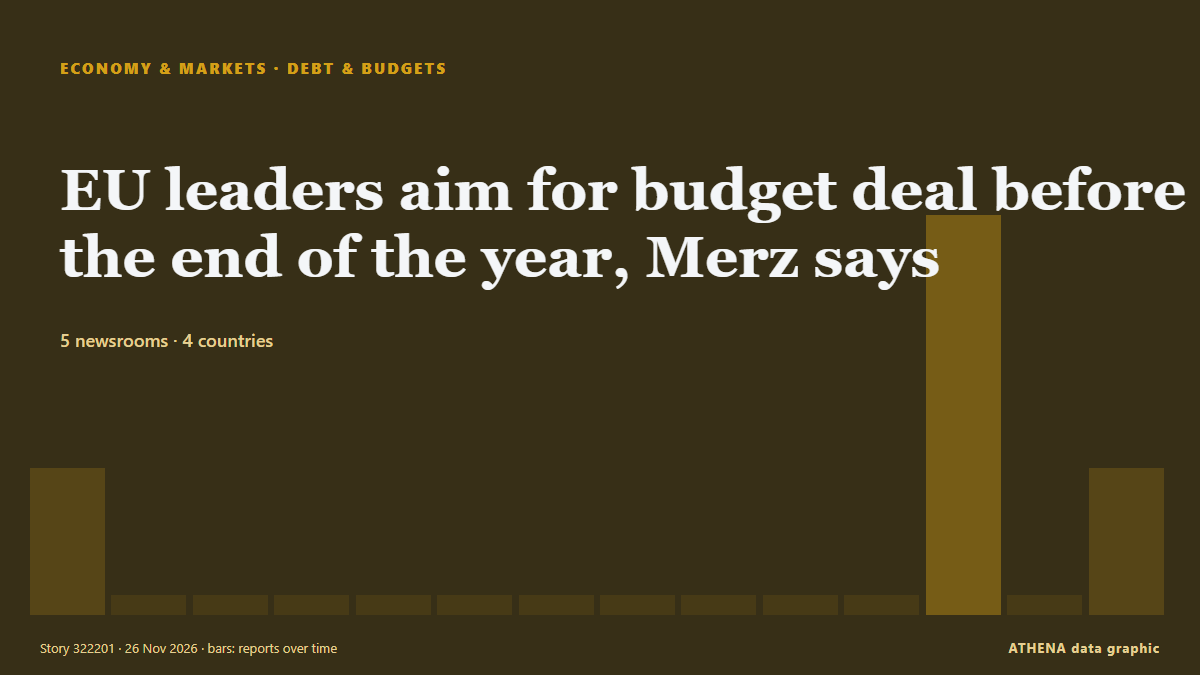 ECONOMY & MARKETS · DEBT & BUDGETS
EU leaders aim for budget deal before
the end of the year, Merz says
5 newsrooms · 4 countries
Story 322201 · 26 Nov 2026 · bars: reports over time
ATHENA data graphic